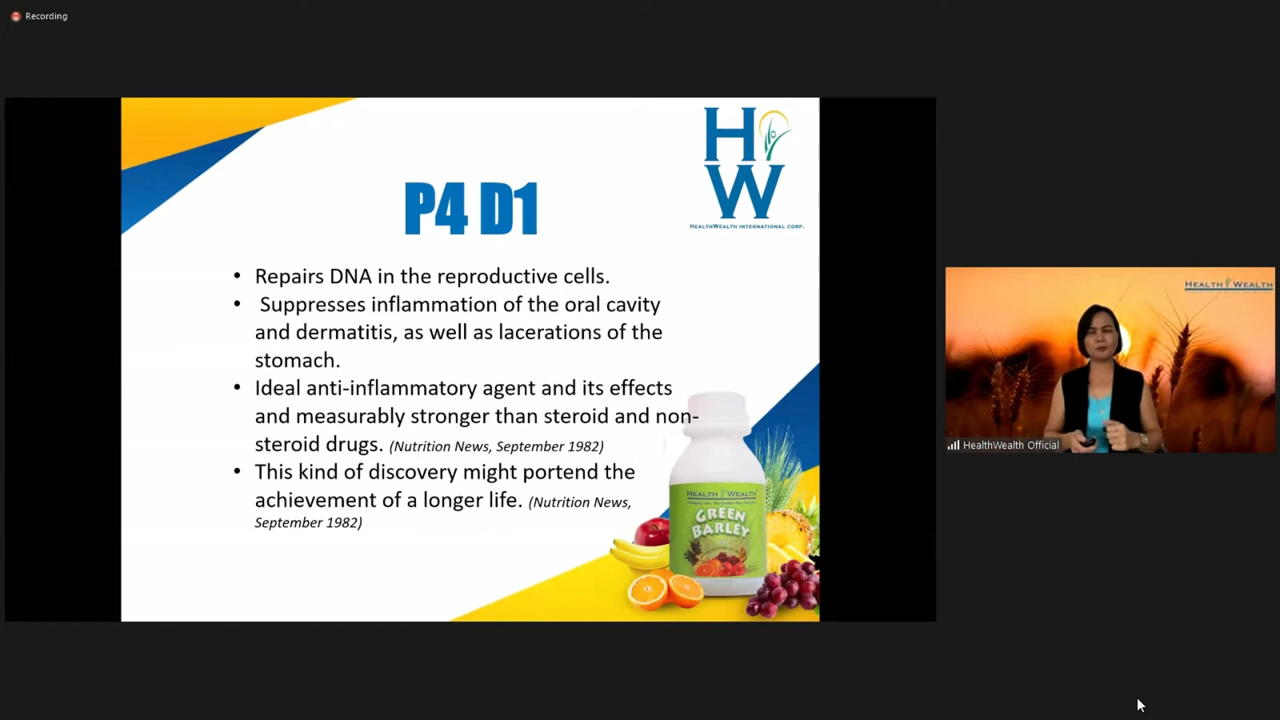 Recording
H
W
HEALTHWEALTH INTERNATIONAL CORP.
P4 D1
• Repairs DNA in the reproductive cells.
• Suppresses inflammation of the oral cavity
and dermatitis, as well as lacerations of the
stomach.
• Ideal anti-inflammatory agent and its effects
and measurably stronger than steroid and non-
steroid drugs. (Nutrition News, September 1982)
• This kind of discovery might portend the
achievement of a longer life. (Nutrition News,
September 1982)
HEALTH WEALTH
GREEN
BARLEY
HEALTH WEALTH
HealthWealth Official